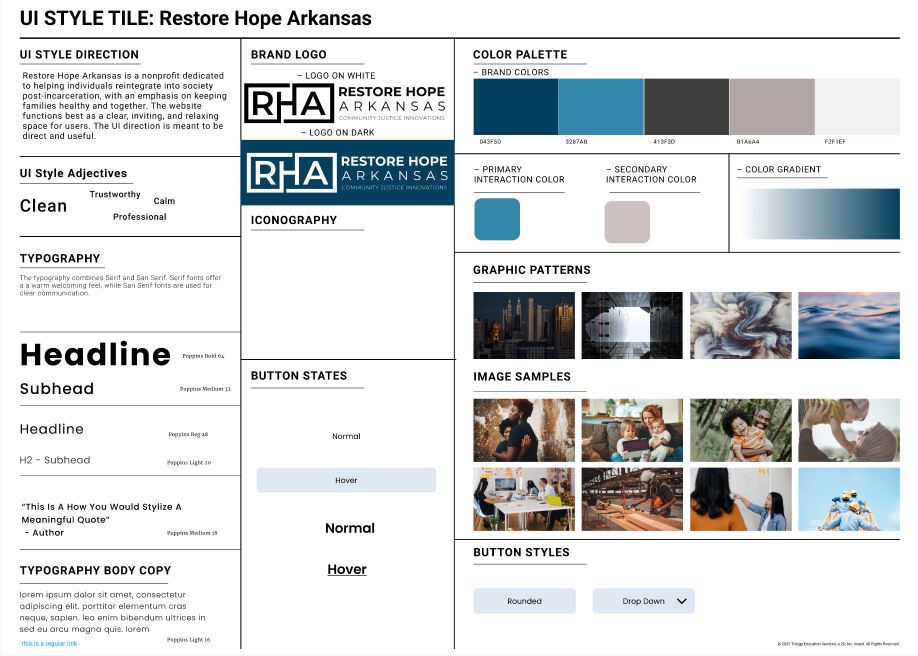 UI STYLE TILE: Restore Hope Arkansas
UI STYLE DIRECTION
Restore Hope Arkansas is a nonprofit dedicated
to helping individuals reintegrate into society
post-incarceration, with an emphasis on keeping
families healthy and together. The website
functions best as a clear, inviting, and relaxing
space for users. The UI direction is meant to be
direct and useful.
UI Style Adjectives
Trustworthy
Clean
Calm
Professional
TYPOGRAPHY
The typography combines Serif and San Serif. Serif fonts offer
a a warm welcoming feel, while San Serif fonts are used for
clear communication.
Headline
Poppins Bold 64
Subhead
Poppins Medium 32
Headline
Poppins Reg 28
H2 - Subhead
Poppins Light 20
“This Is A How You Would Stylize A
Meaningful Quote”
- Author
Poppins Medium 18
TYPOGRAPHY BODY COPY
lorem ipsum dolor sit amet, consectetur
adipiscing elit. porttitor elementum cras
neque, sapien. leo enim bibendum ultrices in
sed eu arcu magna quis. lorem
Poppins Light 16
this is a regular link
BRAND LOGO
– LOGO ON WHITE
RHA
RESTORE HOPE
ARKANSAS
COMMUNITY JUSTICE INNOVATIONS
– LOGO ON DARK
RHA
RESTORE HOPE
ARKANSAS
COMMUNITY JUSTICE INNOVATIONS
ICONOGRAPHY
BUTTON STATES
Normal
Hover
Normal
Hover
COLOR PALETTE
– BRAND COLORS
043F5D
3287AB
413F3D
B1A6A4
F2F1EF
– PRIMARY
INTERACTION COLOR
– SECONDARY
INTERACTION COLOR
– COLOR GRADIENT
GRAPHIC PATTERNS
IMAGE SAMPLES
BUTTON STYLES
Rounded
Drop Down
© 2020 Trilogy Education Services, a 2U, Inc. brand. All Rights Reserved.